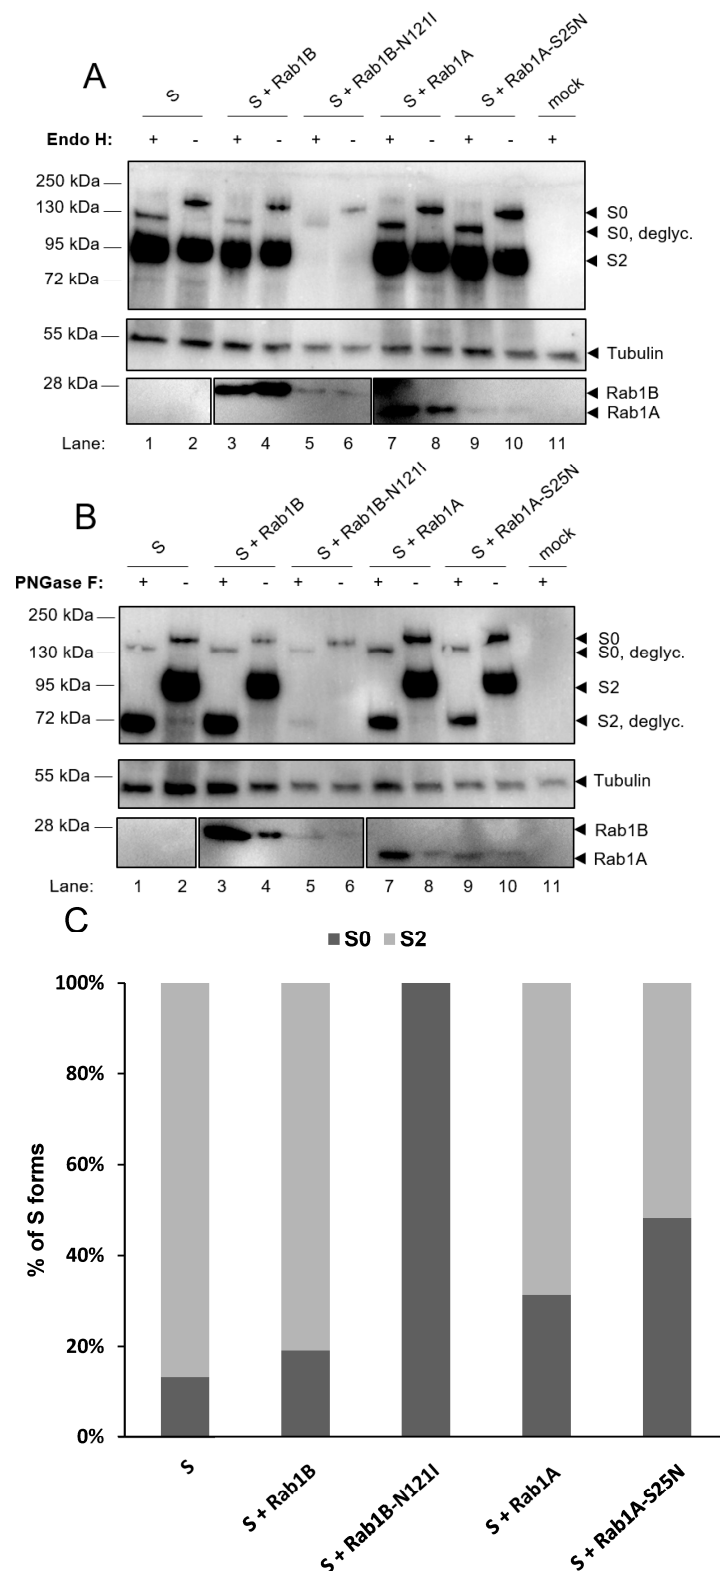 A
S
S + Rab1B
S + Rab1B-N121I
S + Rab1A
S + Rab1A-S25N
mock
Endo H: + - + - + - + - + - +
250 kDa
130 kDa
95 kDa
72 kDa
S0
S0, deglyc.
S2
55 kDa
Tubulin
28 kDa
Rab1B
Rab1A
Lane: 1 2 3 4 5 6 7 8 9 10 11
B
S
S + Rab1B
S + Rab1B-N121I
S + Rab1A
S + Rab1A-S25N
mock
PNGase F: + - + - + - + - + - +
250 kDa
130 kDa
95 kDa
72 kDa
S0
S0, deglyc.
S2
S2, deglyc.
55 kDa
Tubulin
28 kDa
Rab1B
Rab1A
Lane: 1 2 3 4 5 6 7 8 9 10 11
C
S0 S2
100%
80%
60%
40%
20%
0%
% of S forms
S
S + Rab1B
S + Rab1B-N121I
S + Rab1A
S + Rab1A-S25N